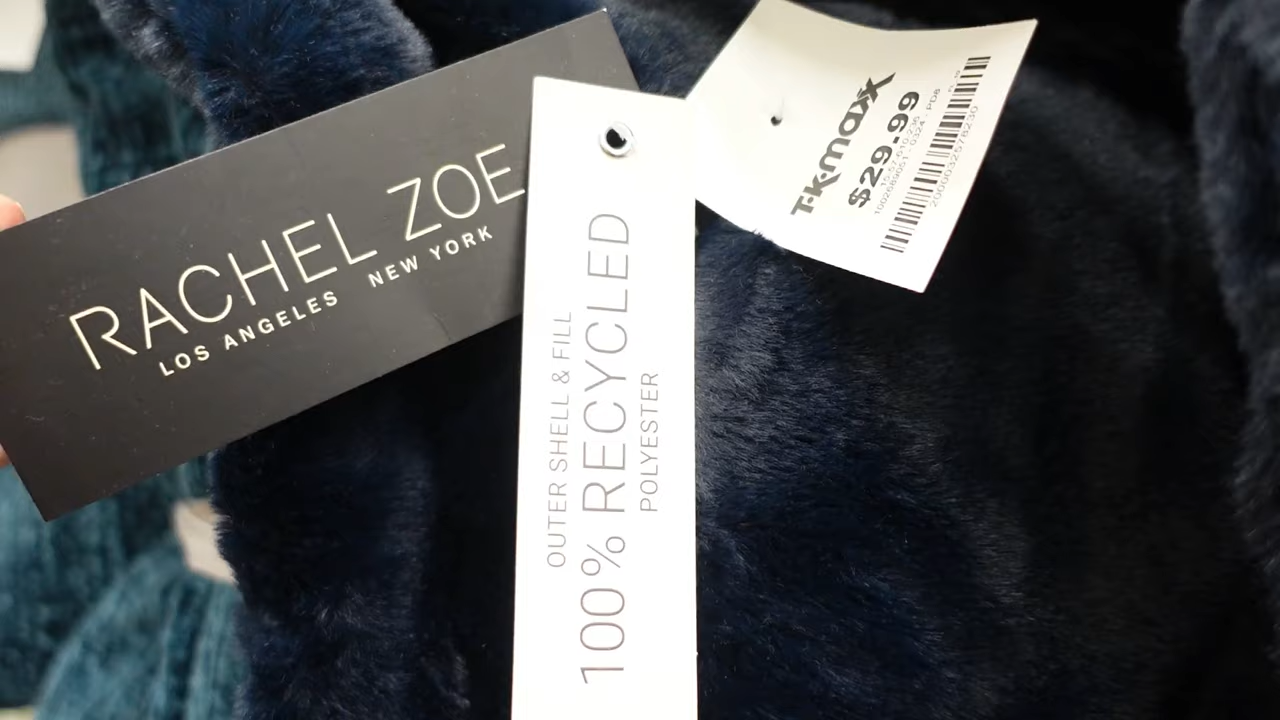 RACHEL ZOE
LOS ANGELES NEW YORK
OUTER SHELL & FILL
100% RECYCLED
POLYESTER
T·K·maxx
$29.99